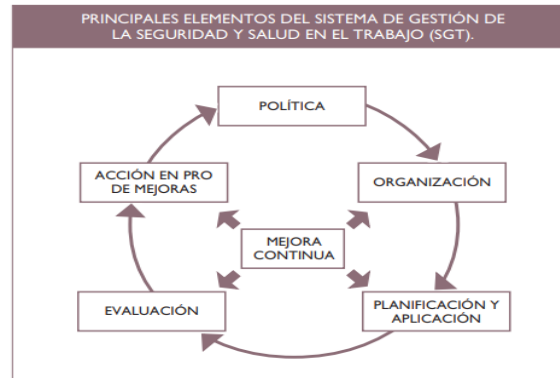 PRINCIPALES ELEMENTOS DEL SISTEMA DE GESTIÓN DE
LA SEGURIDAD Y SALUD EN EL TRABAJO (SGT).
POLÍTICA
ACCIÓN EN PRO
DE MEJORAS
ORGANIZACIÓN
MEJORA
CONTINUA
EVALUACIÓN
PLANIFICACIÓN Y
APLICACIÓN